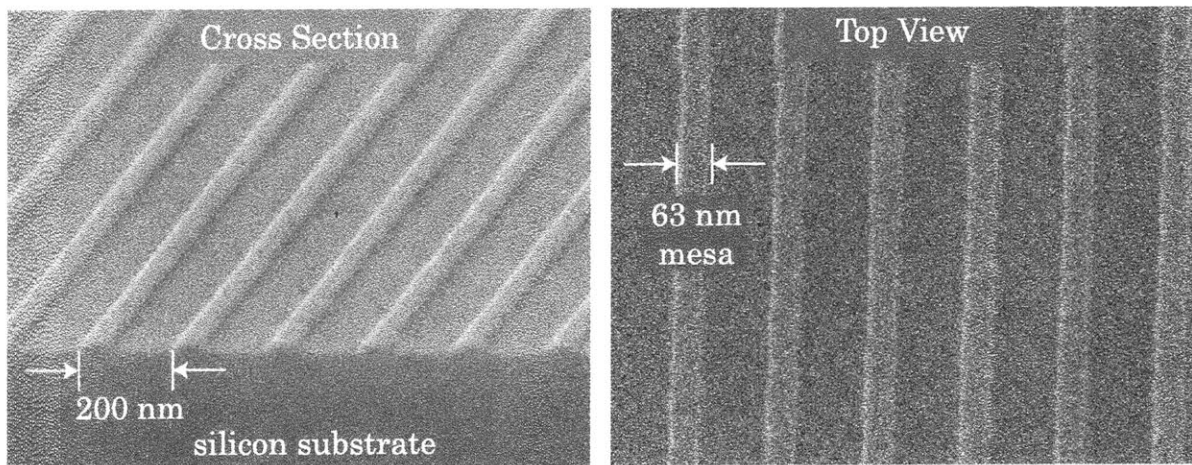 Cross Section
200 nm
silicon substrate
Top View
63 nm
mesa